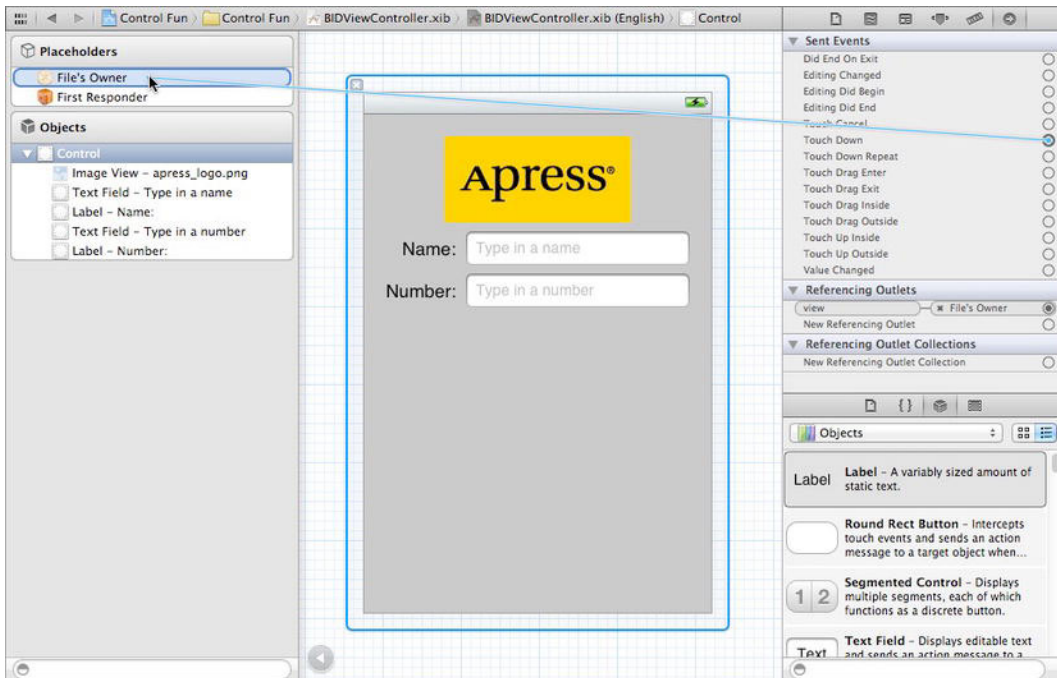 Control Fun
Control Fun
BIDViewController.xib
BIDViewController.xib (English)
Control
Placeholders
File's Owner
First Responder
Objects
Control
Image View – apress_logo.png
Text Field – Type in a name
Label – Name:
Text Field – Type in a number
Label – Number:
Apress®
Name:
Type in a name
Number:
Type in a number
Sent Events
Did End On Exit
Editing Changed
Editing Did Begin
Editing Did End
Touch Cancel
Touch Down
Touch Down Repeat
Touch Drag Enter
Touch Drag Exit
Touch Drag Inside
Touch Drag Outside
Touch Up Inside
Touch Up Outside
Value Changed
Referencing Outlets
view
File's Owner
New Referencing Outlet
Referencing Outlet Collections
New Referencing Outlet Collection
{}
Objects
Label
Label – A variably sized amount of
static text.
Round Rect Button – Intercepts
touch events and sends an action
message to a target object when...
1 2
Segmented Control – Displays
multiple segments, each of which
functions as a discrete button.
Text
Text Field – Displays editable text
and sends an action message to a